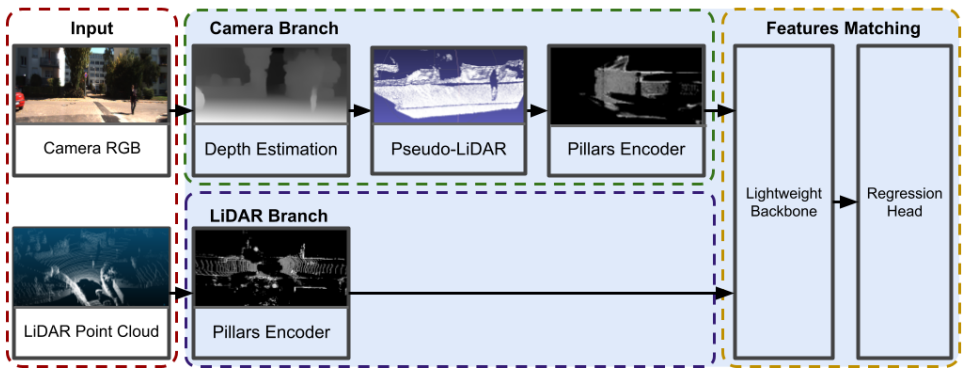 Input
Camera Branch
Features Matching
Camera RGB
Depth Estimation
Pseudo-LiDAR
Pillars Encoder
Lightweight
Backbone
Regression
Head
LiDAR Branch
LiDAR Point Cloud
Pillars Encoder